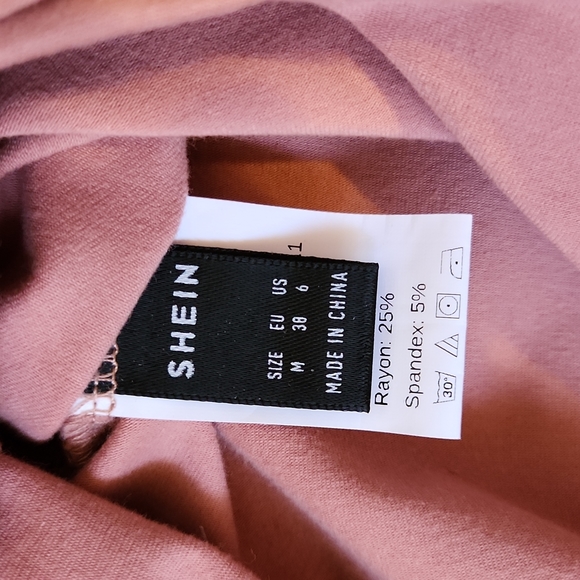 SHEIN
SIZE EU US
M 38 6
MADE IN CHINA
Rayon: 25%
Spandex: 5%
30°